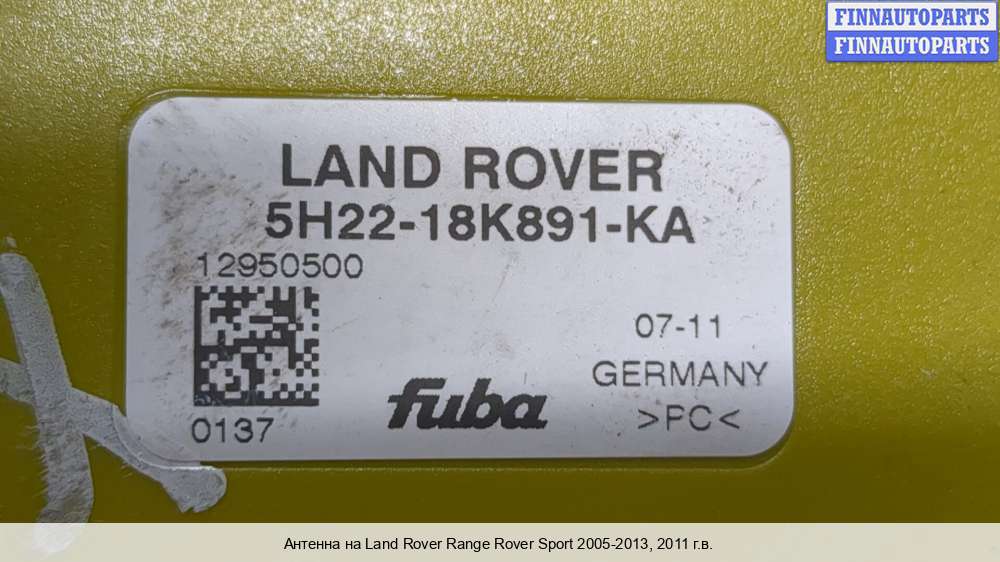 FINNAUTOPARTS
FINNAUTOPARTS
LAND ROVER
5H22-18K891-KA
12950500
07-11
GERMANY
0137
fuba
>PC<
Антенна на Land Rover Range Rover Sport 2005-2013, 2011 г.в.